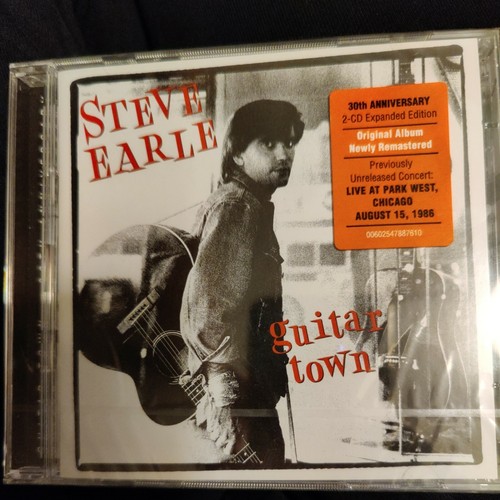 STEVE
EARLE
30th ANNIVERSARY
2-CD Expanded Edition
Original Album
Newly Remastered
Previously
Unreleased Concert:
LIVE AT PARK WEST,
CHICAGO
AUGUST 15, 1986
00602547887610
guitar
town